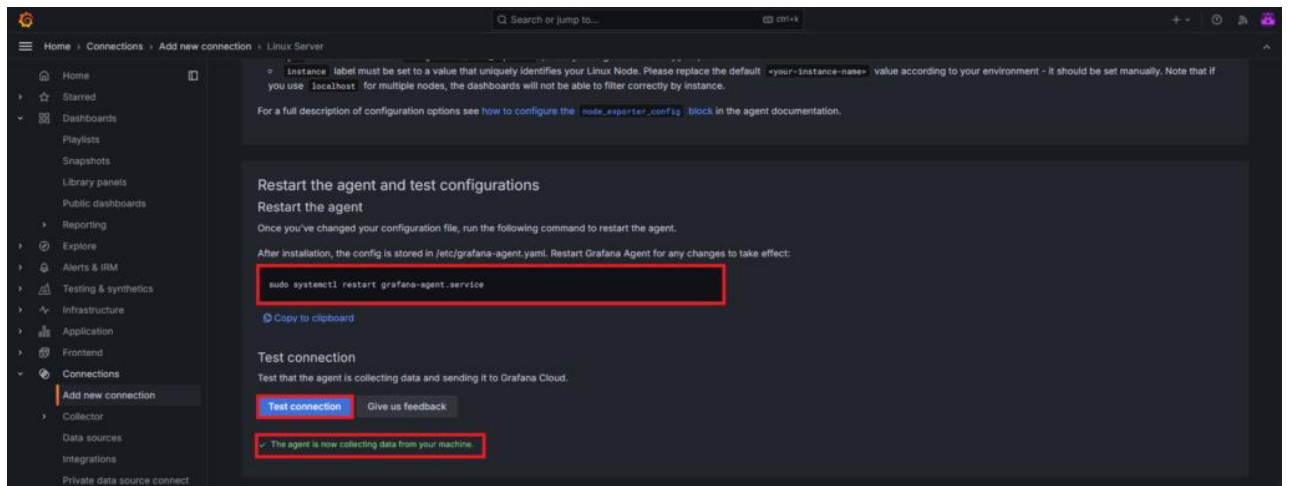 Search or jump to...
ctrl+k
Home › Connections › Add new connection › Linux Server
Home
Starred
Dashboards
Playlists
Snapshots
Library panels
Public dashboards
Reporting
Explore
Alerts & IRM
Testing & synthetics
Infrastructure
Application
Frontend
Connections
Add new connection
Collector
Data sources
Integrations
Private data source connect
instance label must be set to a value that uniquely identifies your Linux Node. Please replace the default <your-instance-name> value according to your environment - it should be set manually. Note that if
you use localhost for multiple nodes, the dashboards will not be able to filter correctly by instance.
For a full description of configuration options see how to configure the node_exporter_config block in the agent documentation.
Restart the agent and test configurations
Restart the agent
Once you've changed your configuration file, run the following command to restart the agent.
After installation, the config is stored in /etc/grafana-agent.yaml. Restart Grafana Agent for any changes to take effect:
sudo systemctl restart grafana-agent.service
Copy to clipboard
Test connection
Test that the agent is collecting data and sending it to Grafana Cloud.
Test connection
Give us feedback
The agent is now collecting data from your machine.